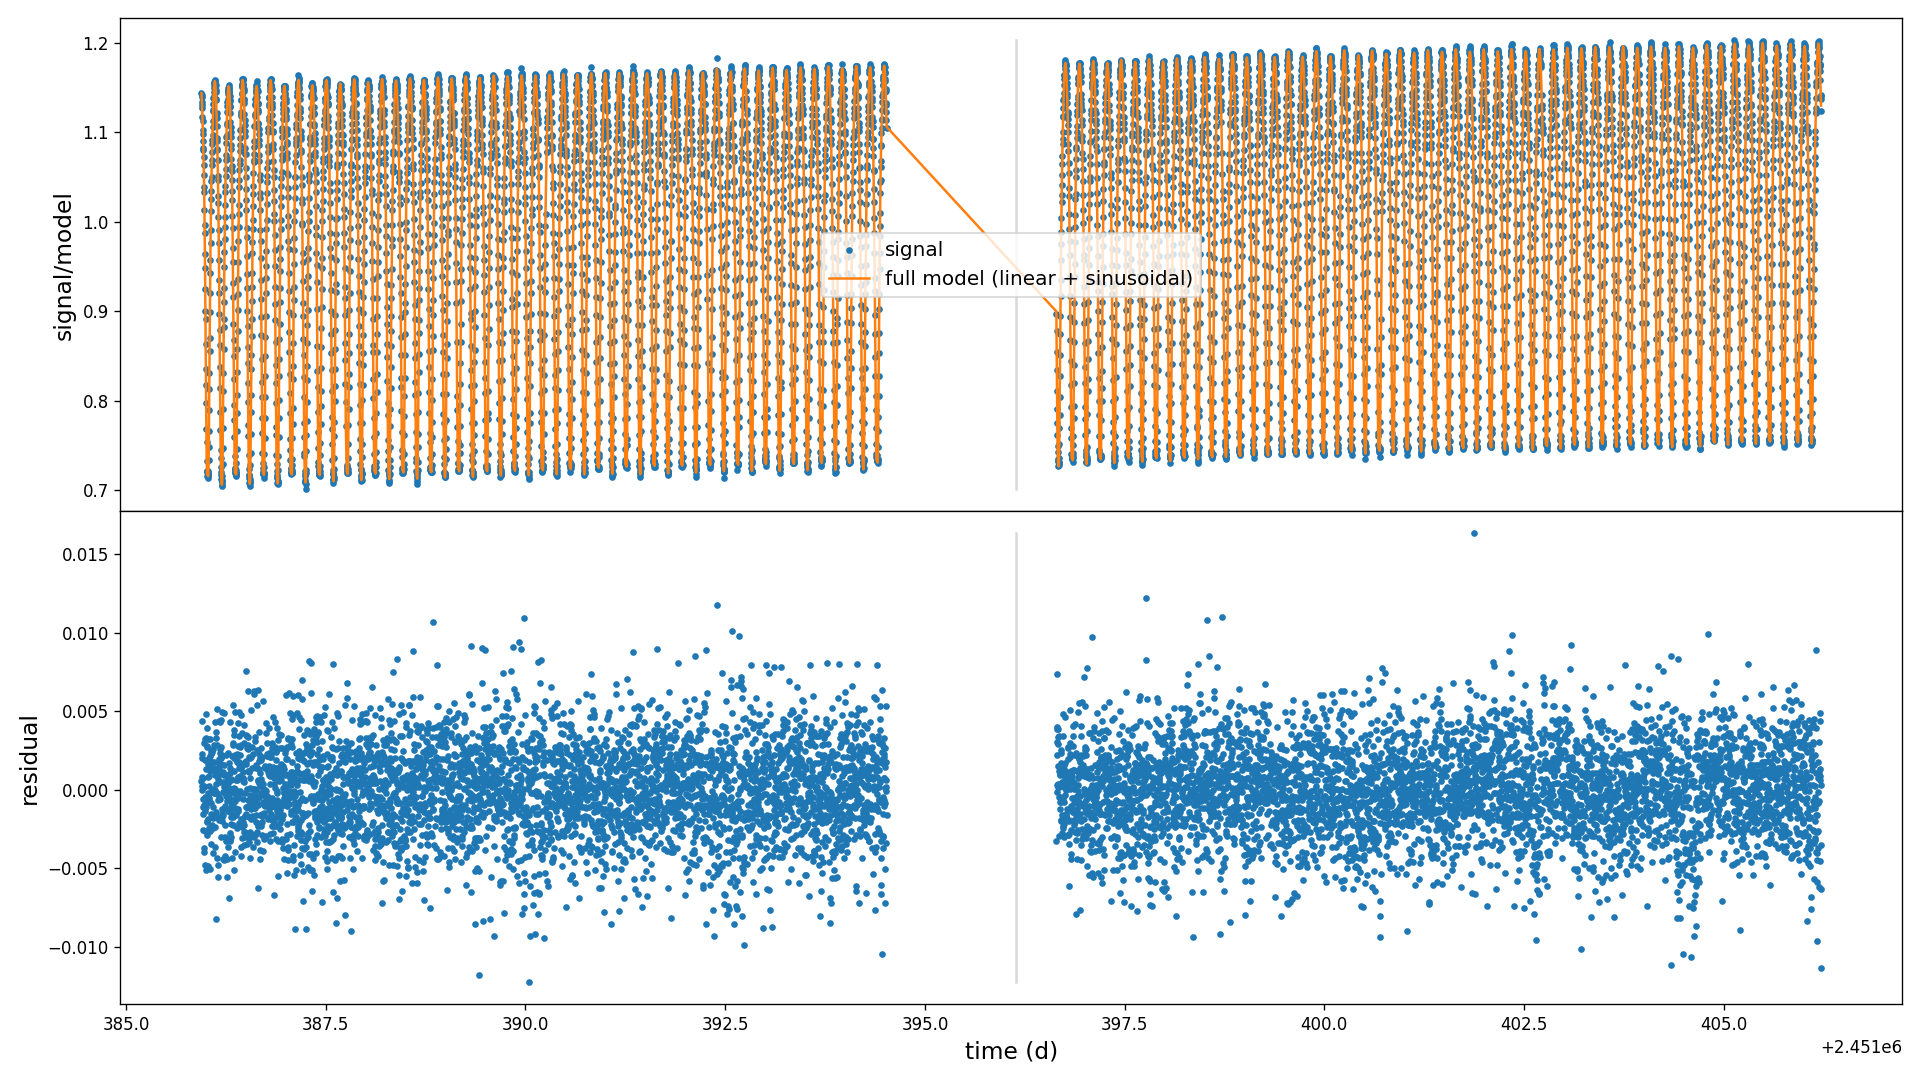 signal/model
1.2
1.1
1.0
0.9
0.8
0.7
signal
full model (linear + sinusoidal)
residual
0.015
0.010
0.005
0.000
−0.005
−0.010
385.0 387.5 390.0 392.5 395.0 397.5 400.0 402.5 405.0
time (d)
+2.451e6